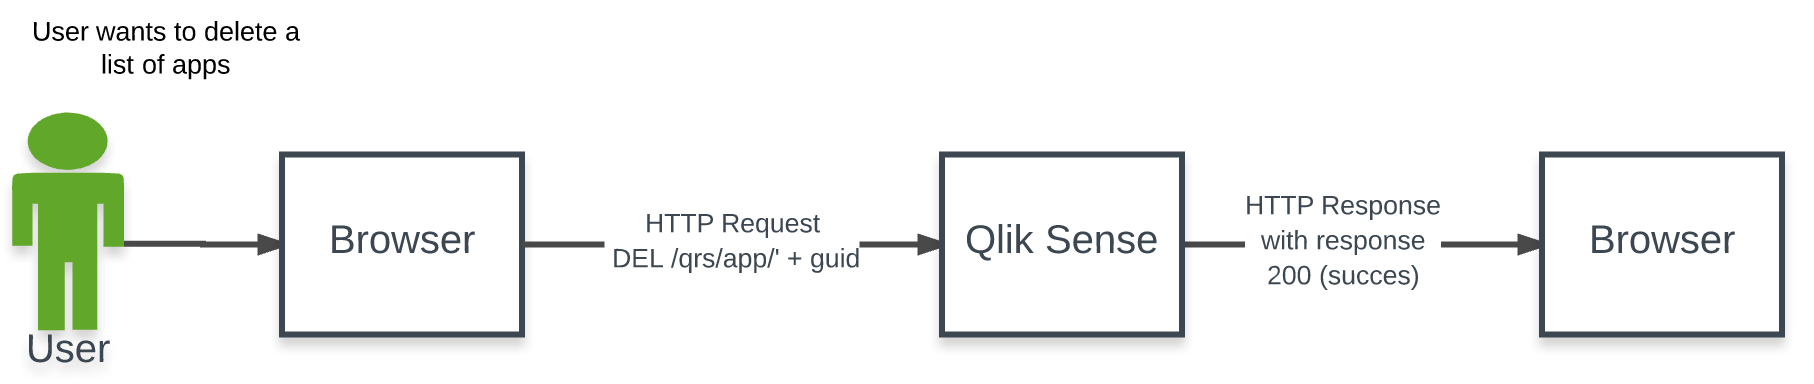 User wants to delete a
list of apps
User
Browser
HTTP Request
DEL /qrs/app/' + guid
Qlik Sense
HTTP Response
with response
200 (succes)
Browser